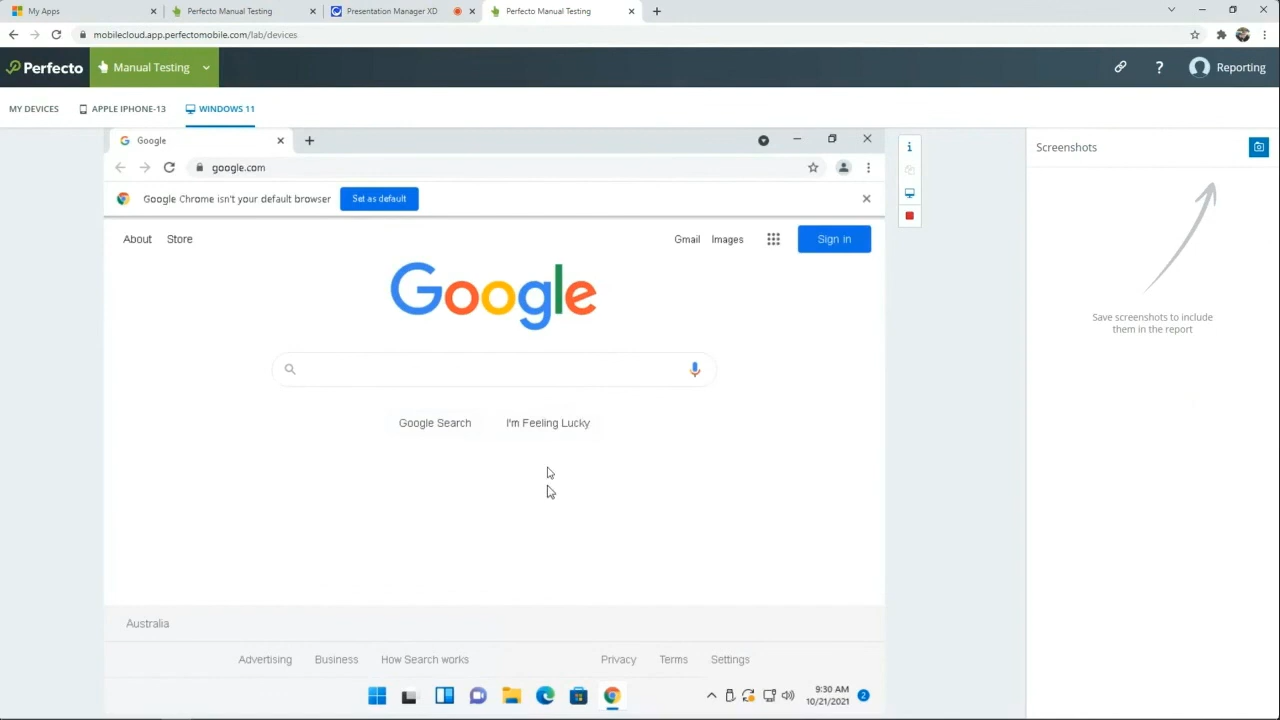 My Apps
Perfecto Manual Testing
Presentation Manager XD
Perfecto Manual Testing
mobilecloud.app.perfectomobile.com/lab/devices
Perfecto
Manual Testing
?
Reporting
MY DEVICES
APPLE IPHONE-13
WINDOWS 11
Google
google.com
Google Chrome isn't your default browser
Set as default
About
Store
Gmail
Images
Sign in
Google
Google Search
I'm Feeling Lucky
Australia
Advertising
Business
How Search works
Privacy
Terms
Settings
9:30 AM
10/21/2021
2
i
Screenshots
Save screenshots to include
them in the report